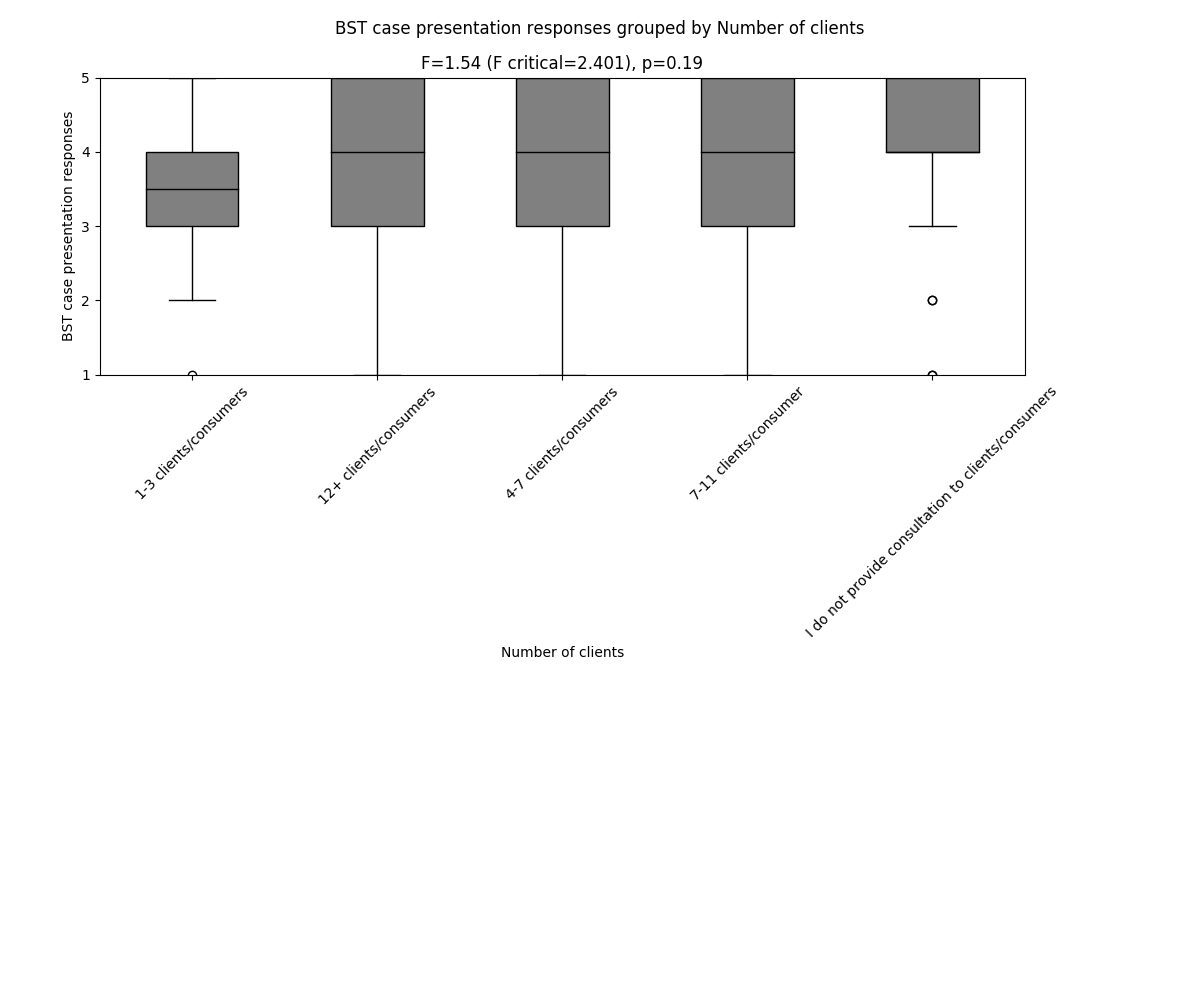 BST case presentation responses grouped by Number of clients
F=1.54 (F critical=2.401), p=0.19
BST case presentation responses
5
4
3
2
1
1-3 clients/consumers
12+ clients/consumers
4-7 clients/consumers
7-11 clients/consumer
I do not provide consultation to clients/consumers
Number of clients